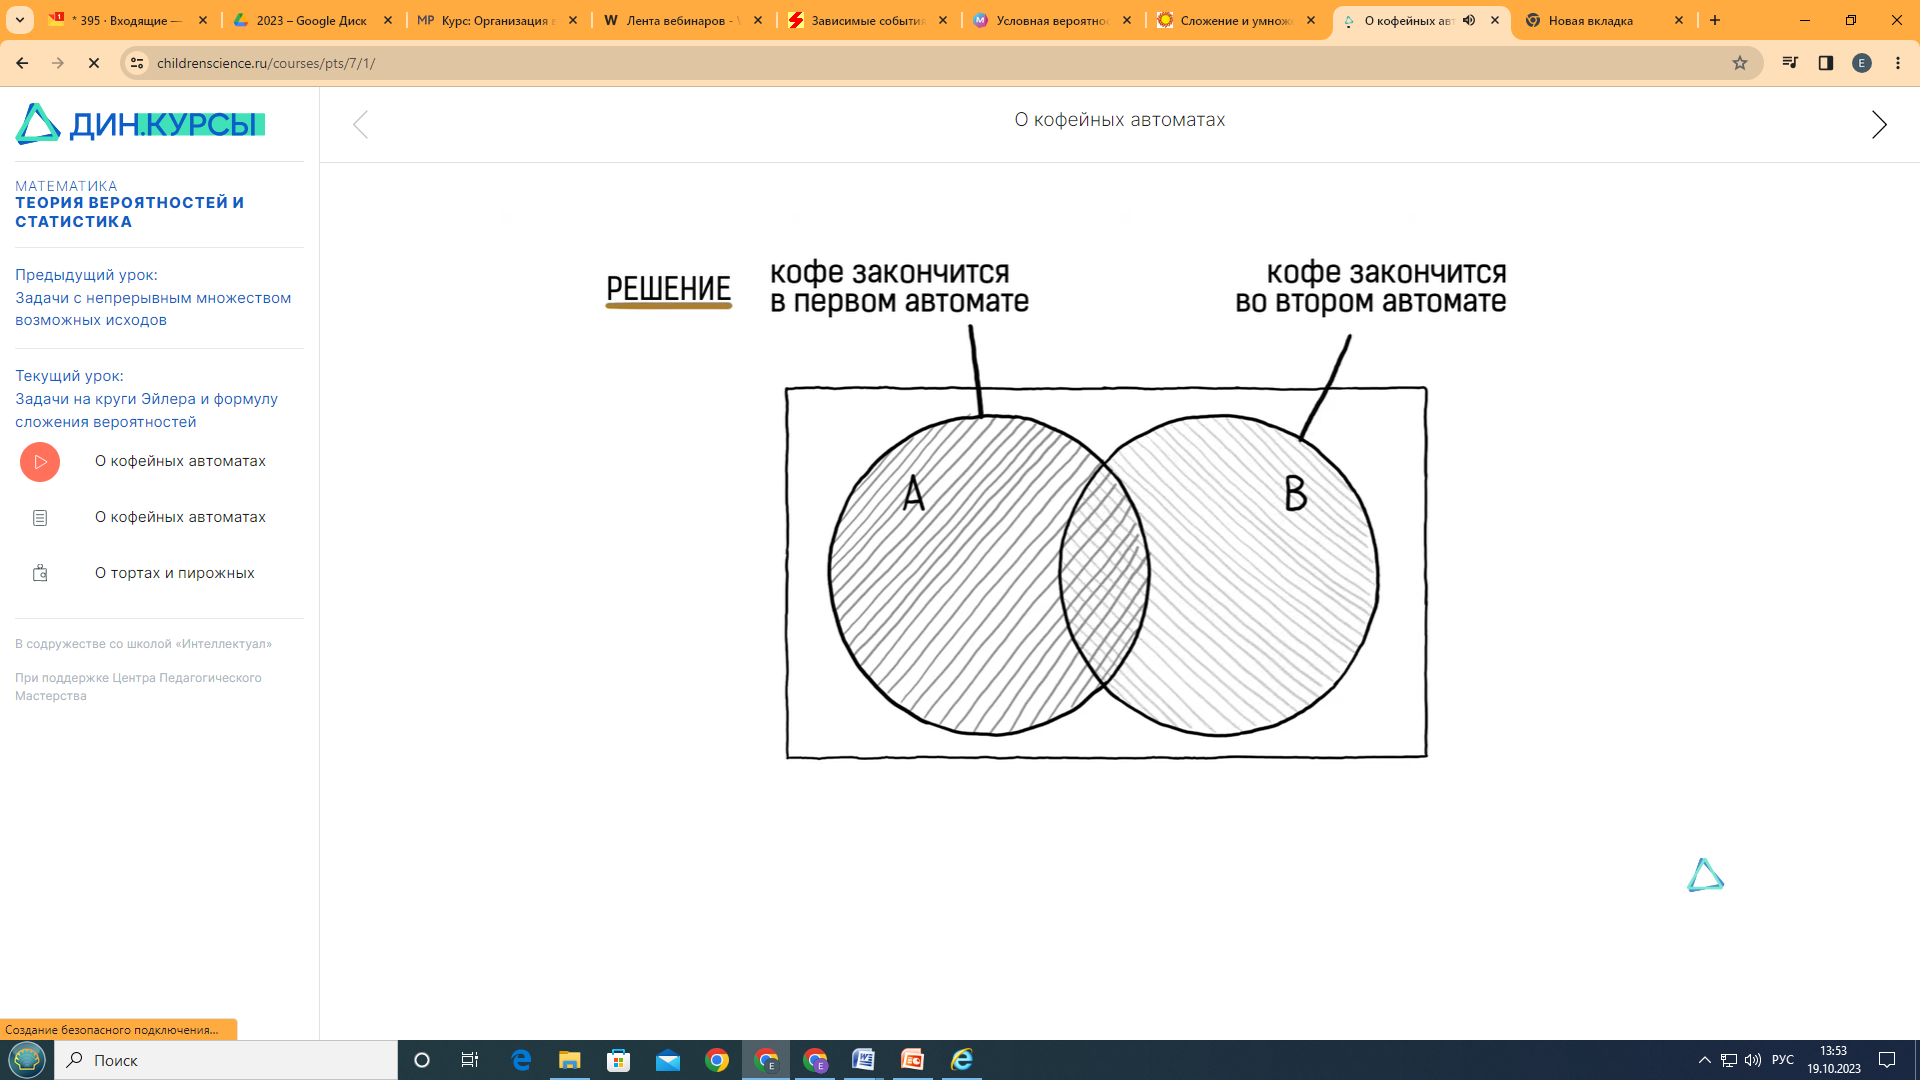 * 395 · Входящие —
2023 – Google Диск
Курс: Организация
Лента вебинаров -
Зависимые события
Условная вероятно
Сложение и умнож
О кофейных авт
Новая вкладка
childrenscience.ru/courses/pts/7/1/
E
ДИН.КУРСЫ
О кофейных автоматах
МАТЕМАТИКА
ТЕОРИЯ ВЕРОЯТНОСТЕЙ И
СТАТИСТИКА
Предыдущий урок:
Задачи с непрерывным множеством
возможных исходов
Текущий урок:
Задачи на круги Эйлера и формулу
сложения вероятностей
О кофейных автоматах
О кофейных автоматах
О тортах и пирожных
В содружестве со школой «Интеллектуал»
При поддержке Центра Педагогического
Мастерства
РЕШЕНИЕ
кофе закончится
в первом автомате
кофе закончится
во втором автомате
A
B
Создание безопасного подключения...
Поиск
РУС
13:53
19.10.2023